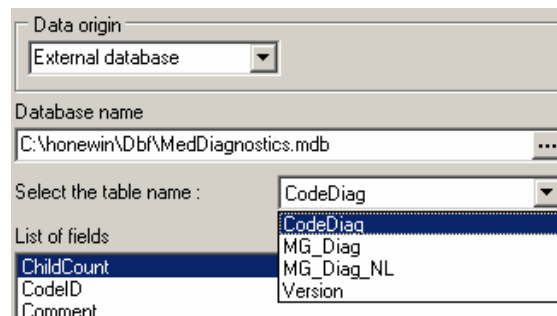 Data origin
External database
Database name
C:\honewin\Dbf\MedDiagnostics.mdb
...
Select the table name :
CodeDiag
CodeDiag
MG_Diag
MG_Diag_NL
Version
List of fields
ChildCount
CodeID
Comment